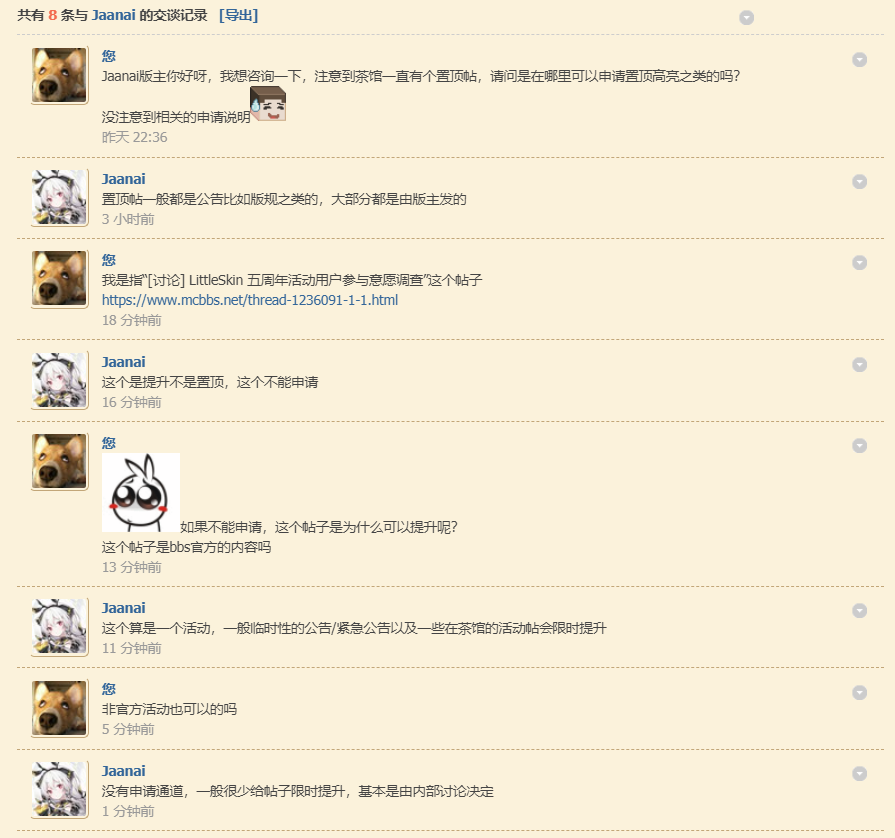 共有 8 条与 Jaanai 的交谈记录 [导出]
您
Jaanai版主你好呀，我想咨询一下，注意到茶馆一直有个置顶帖，请问是在哪里可以申请置顶高亮之类的吗？
没注意到相关的申请说明
昨天 22:36
Jaanai
置顶帖一般都是公告比如版规之类的，大部分都是由版主发的
3 小时前
您
我是指“[讨论] LittleSkin 五周年活动用户参与意愿调查”这个帖子
https://www.mcbbs.net/thread-1236091-1-1.html
18 分钟前
Jaanai
这个是提升不是置顶，这个不能申请
16 分钟前
您
如果不能申请，这个帖子是为什么可以提升呢？
这个帖子是bbs官方的内容吗
13 分钟前
Jaanai
这个算是一个活动，一般临时性的公告/紧急公告以及一些在茶馆的活动帖会限时提升
11 分钟前
您
非官方活动也可以的吗
5 分钟前
Jaanai
没有申请通道，一般很少给帖子限时提升，基本是由内部讨论决定
1 分钟前